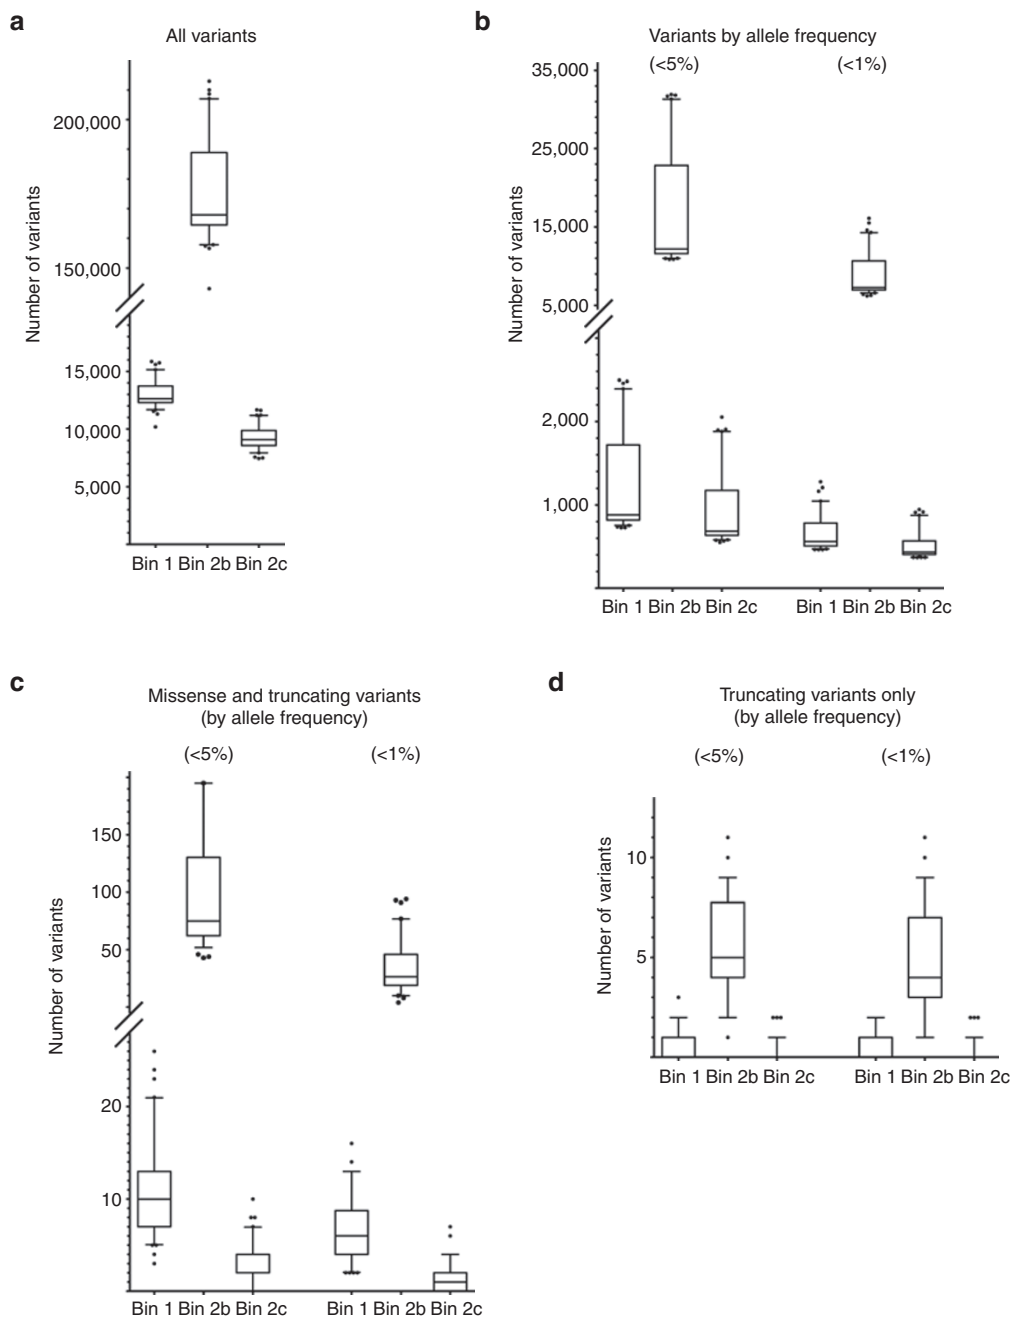 a
All variants
Number of variants
200,000
150,000
15,000
10,000
5,000
Bin 1 Bin 2b Bin 2c
b
Variants by allele frequency
(<5%) (<1%)
Number of variants
35,000
25,000
15,000
5,000
2,000
1,000
Bin 1 Bin 2b Bin 2c Bin 1 Bin 2b Bin 2c
c
Missense and truncating variants
(by allele frequency)
(<5%) (<1%)
Number of variants
150
100
50
20
10
Bin 1 Bin 2b Bin 2c Bin 1 Bin 2b Bin 2c
d
Truncating variants only
(by allele frequency)
(<5%) (<1%)
Number of variants
10
5
Bin 1 Bin 2b Bin 2c Bin 1 Bin 2b Bin 2c